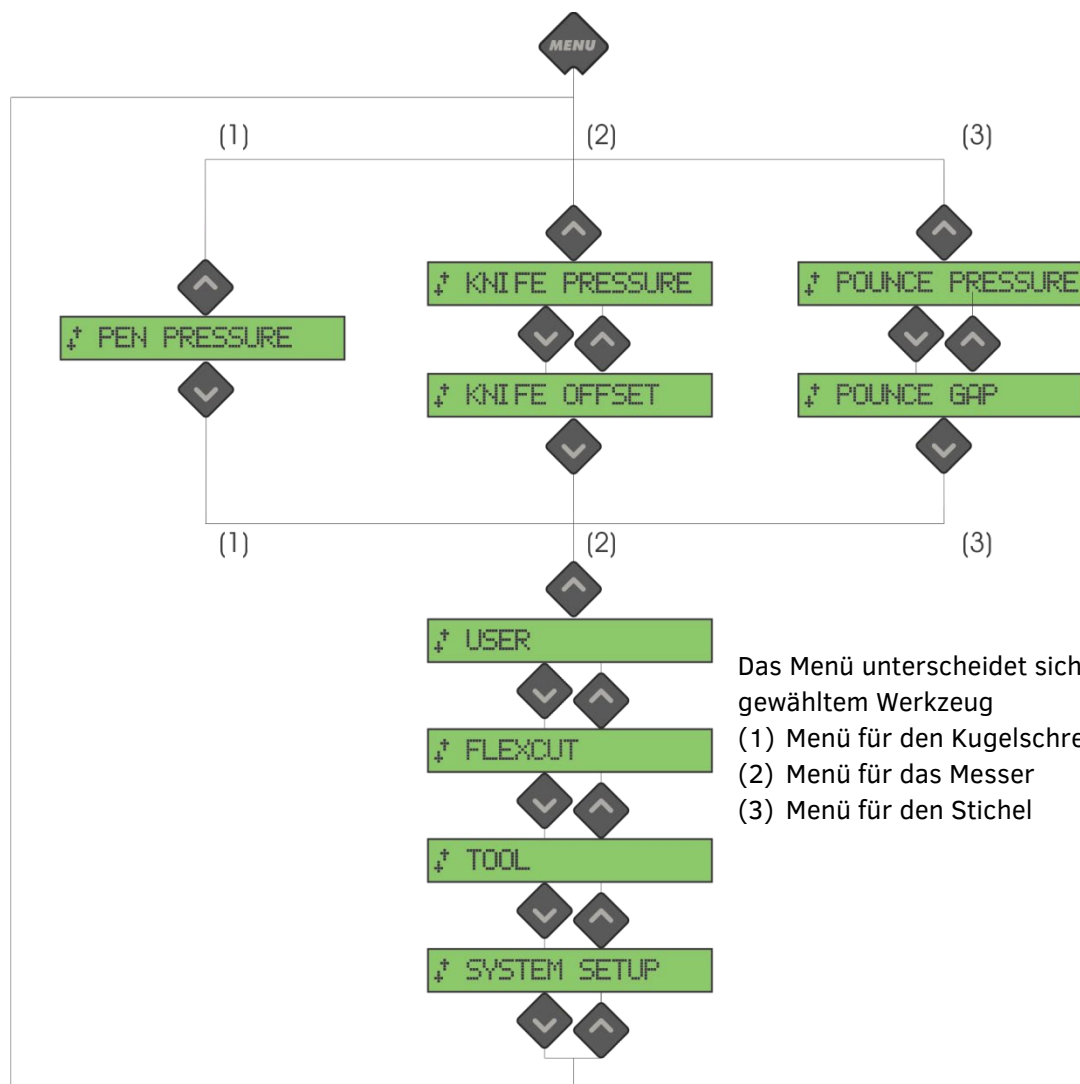 MENU
(1) (2) (3)
KNIFE PRESSURE
POUNCE PRESSURE
PEN PRESSURE
KNIFE OFFSET
POUNCE GAP
(1) (2) (3)
USER
FLEXCUT
TOOL
SYSTEM SETUP
Das Menü unterscheidet sich
gewähltem Werkzeug
(1) Menü für den
(2) Menü für das Messer
(3) Menü für den Stichel